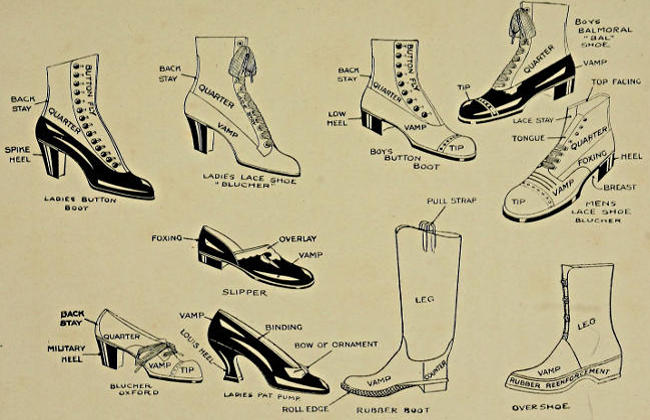 BACK
STAY
BUTTON FLY
QUARTER
SPIKE
HEEL
LADIES BUTTON
BOOT
BACK
STAY
QUARTER
VAMP
LADIES LACE SHOE
"BLUCHER"
BACK
STAY
BUTTON FLY
QUARTER
LOW
HEEL
VAMP
TIP
BOYS
BUTTON
BOOT
BOYS
BALMORAL
"BAL"
SHOE
QUARTER
VAMP
TIP
TOP FACING
LACE STAY
TONGUE
QUARTER
FOXING
HEEL
TIP
VAMP
BREAST
MENS
LACE SHOE
BLUCHER
FOXING
OVERLAY
VAMP
SLIPPER
PULL STRAP
LEG
VAMP
COUNTER
ROLL EDGE
RUBBER BOOT
BACK
STAY
QUARTER
MILITARY
HEEL
VAMP
TIP
BLUCHER
OXFORD
VAMP
BINDING
LOUIS HEEL
BOW OF ORNAMENT
LADIES PAT PUMP
LEG
VAMP
RUBBER REENFORCEMENT
OVERSHOE